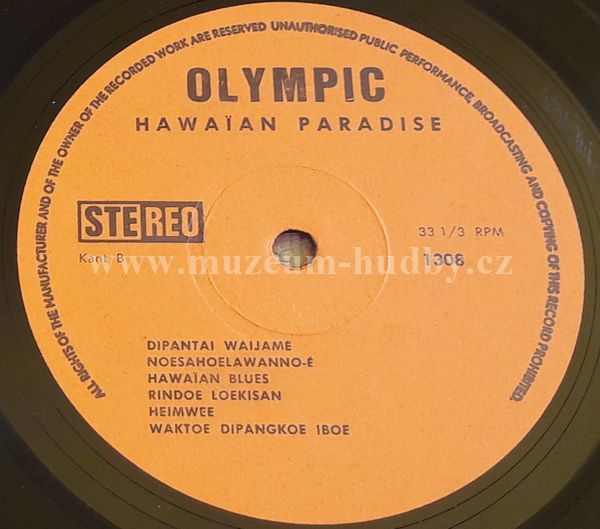 ALL RIGHTS OF THE MANUFACTURER AND OF THE OWNER OF THE RECORDED WORK ARE RESERVED UNAUTHORISED PUBLIC PERFORMANCE, BROADCASTING AND COPYING OF THIS RECORD PROHIBITED.
OLYMPIC
HAWAÏAN PARADISE
STEREO
33 1/3 RPM
Kant B
1308
www.muzeum-hudby.cz
DIPANTAI WAIJAMÉ
NOESAHOELAWANNO-É
HAWAÏAN BLUES
RINDOE LOEKISAN
HEIMWEE
WAKTOE DIPANGKOE IBOE